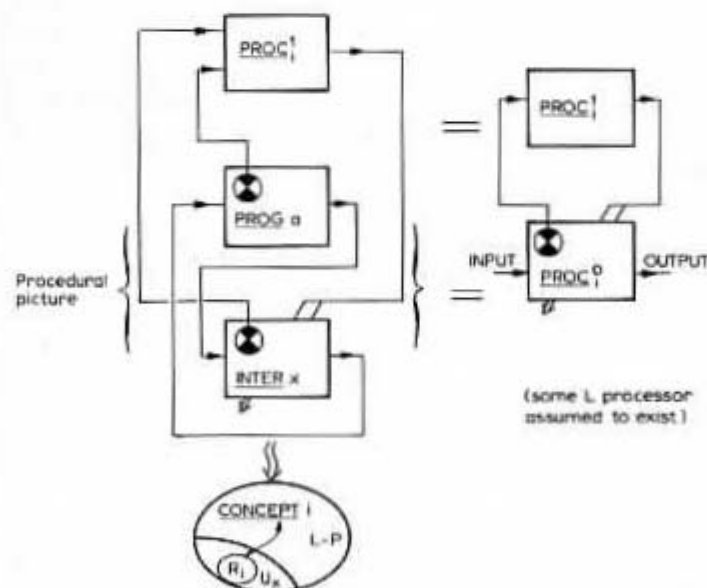 PROC¹ᵢ
PROC¹ᵢ
=
PROG a
Procedural
picture
INPUT
PROC⁰ᵢ
OUTPUT
=
INTER x
(some L processor
assumed to exist)
CONCEPT i
L-P
Rᵢ
Uₓ